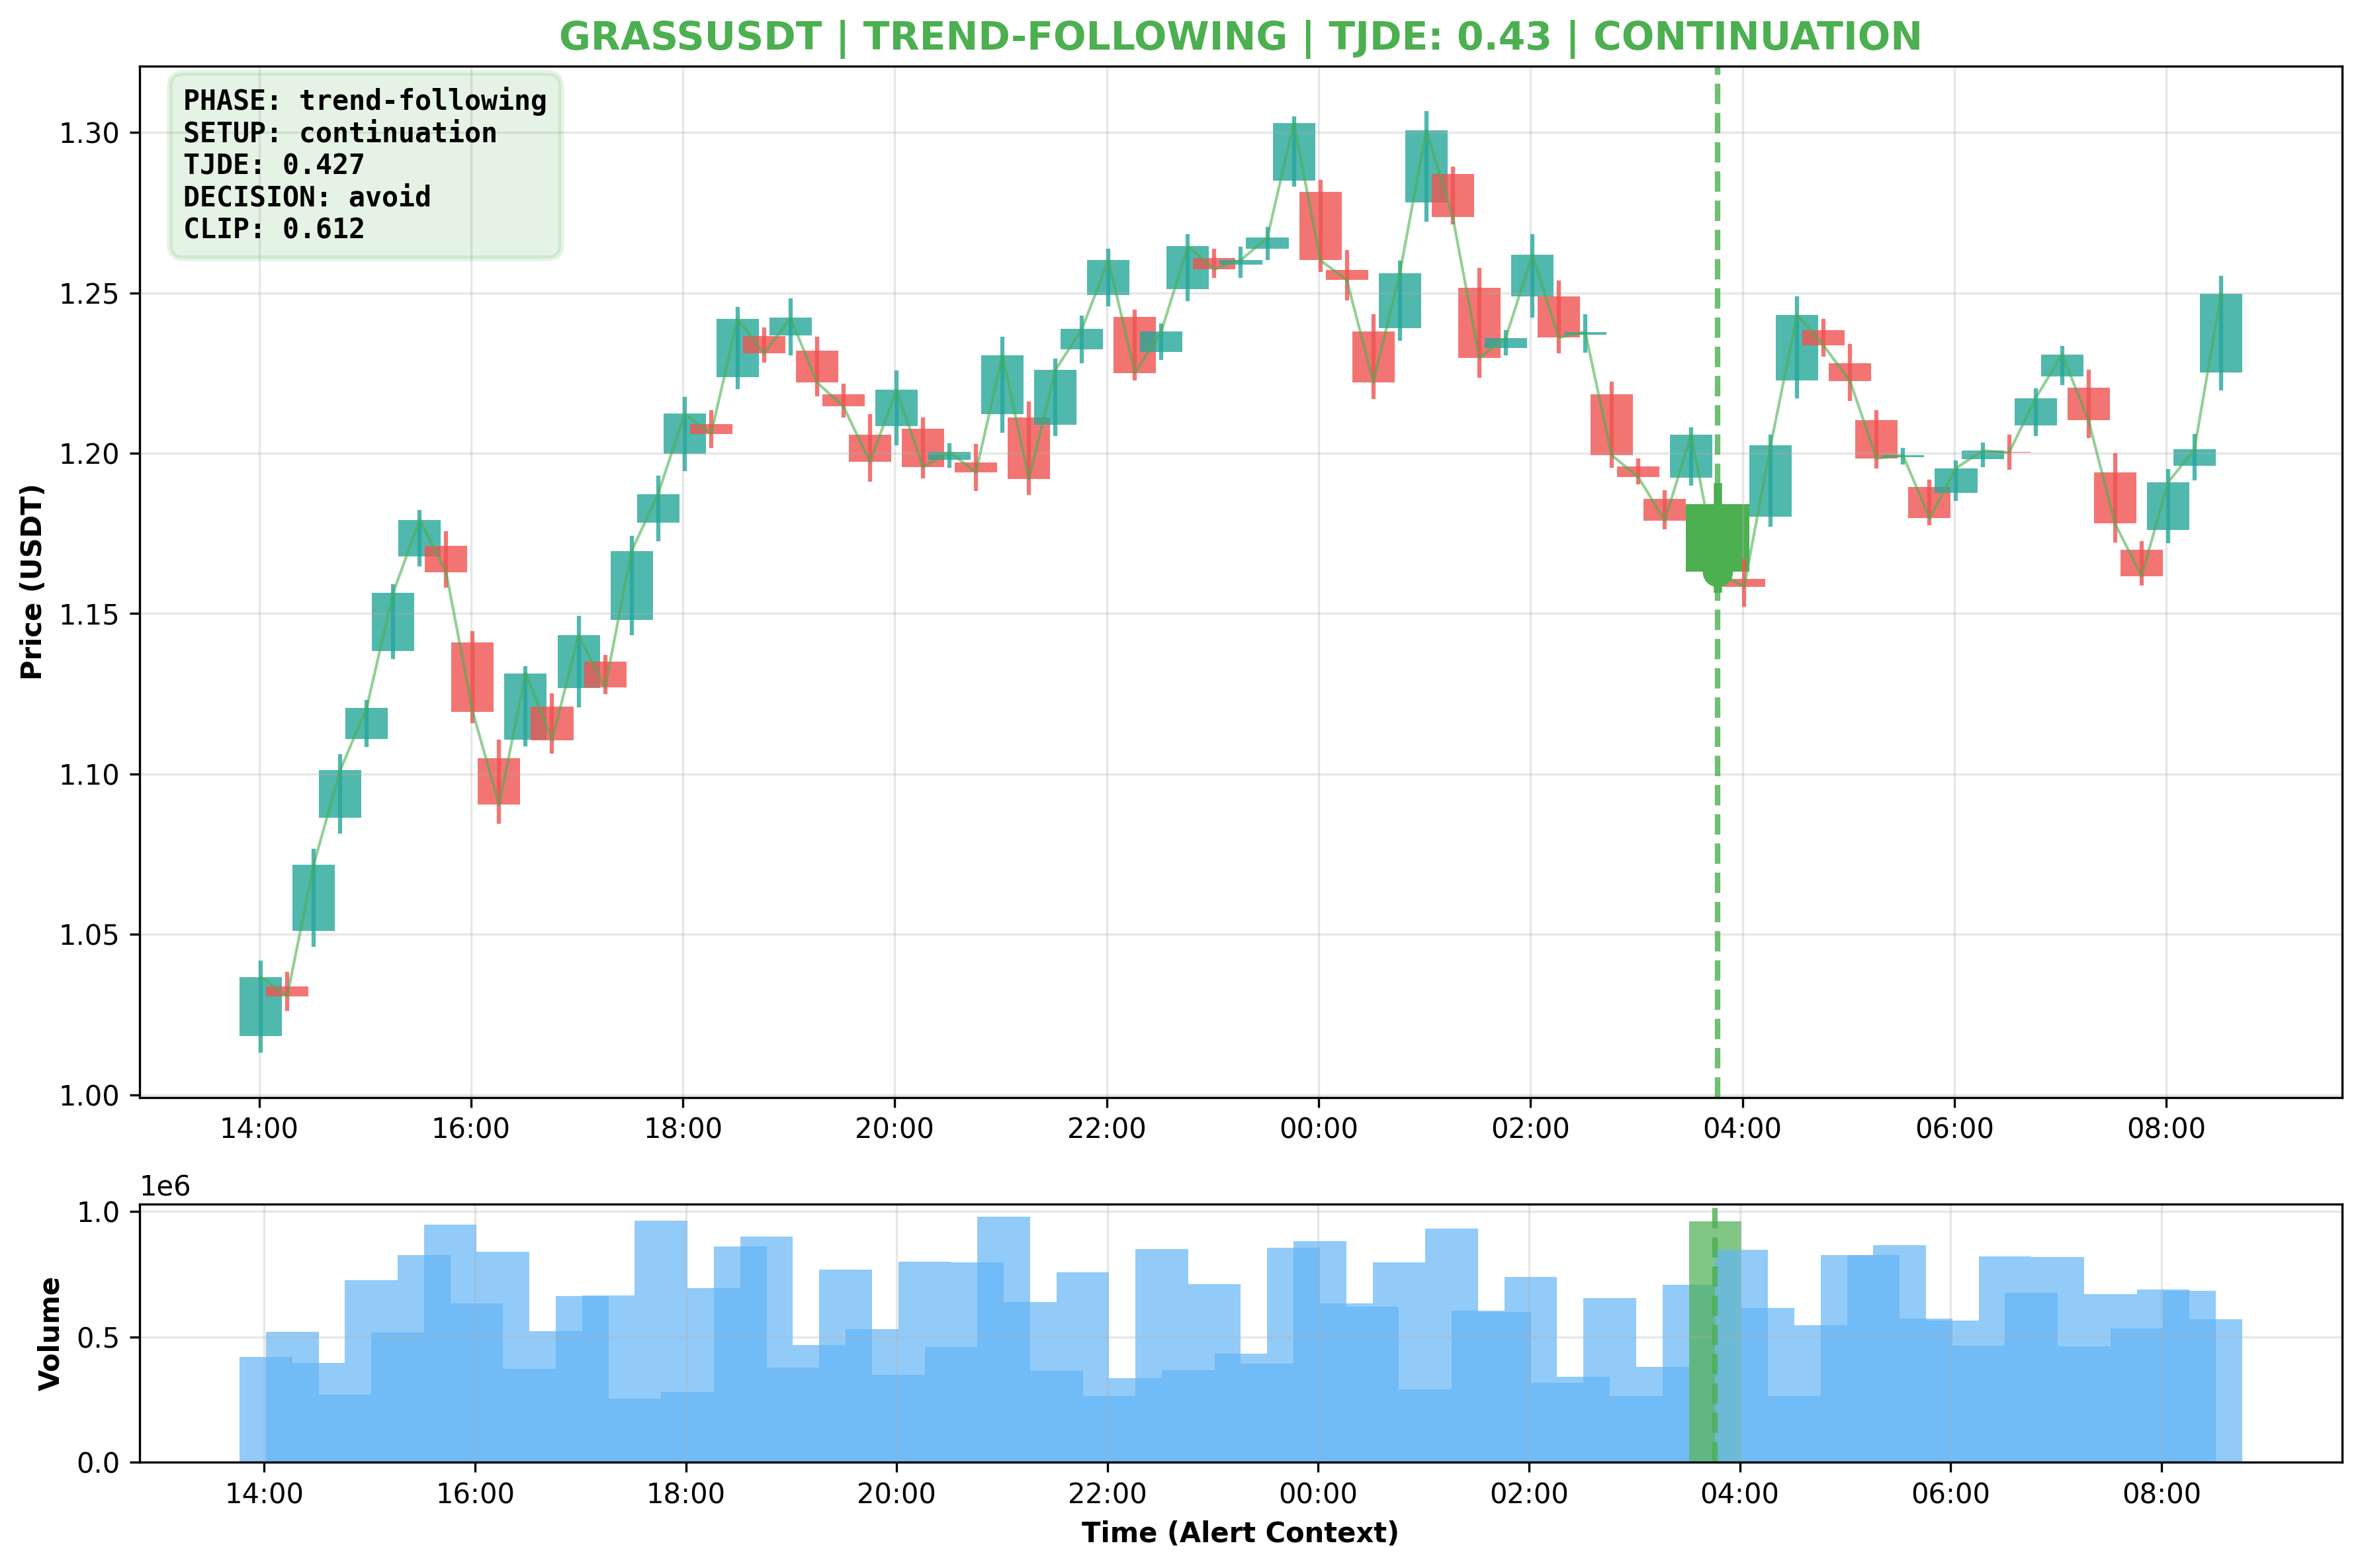 GRASSUSDT | TREND-FOLLOWING | TJDE: 0.43 | CONTINUATION
PHASE: trend-following
SETUP: continuation
TJDE: 0.427
DECISION: avoid
CLIP: 0.612
Price (USDT)
1.30
1.25
1.20
1.15
1.10
1.05
1.00
14:00 16:00 18:00 20:00 22:00 00:00 02:00 04:00 06:00 08:00
1e6
Volume
1.0
0.5
0.0
14:00 16:00 18:00 20:00 22:00 00:00 02:00 04:00 06:00 08:00
Time (Alert Context)